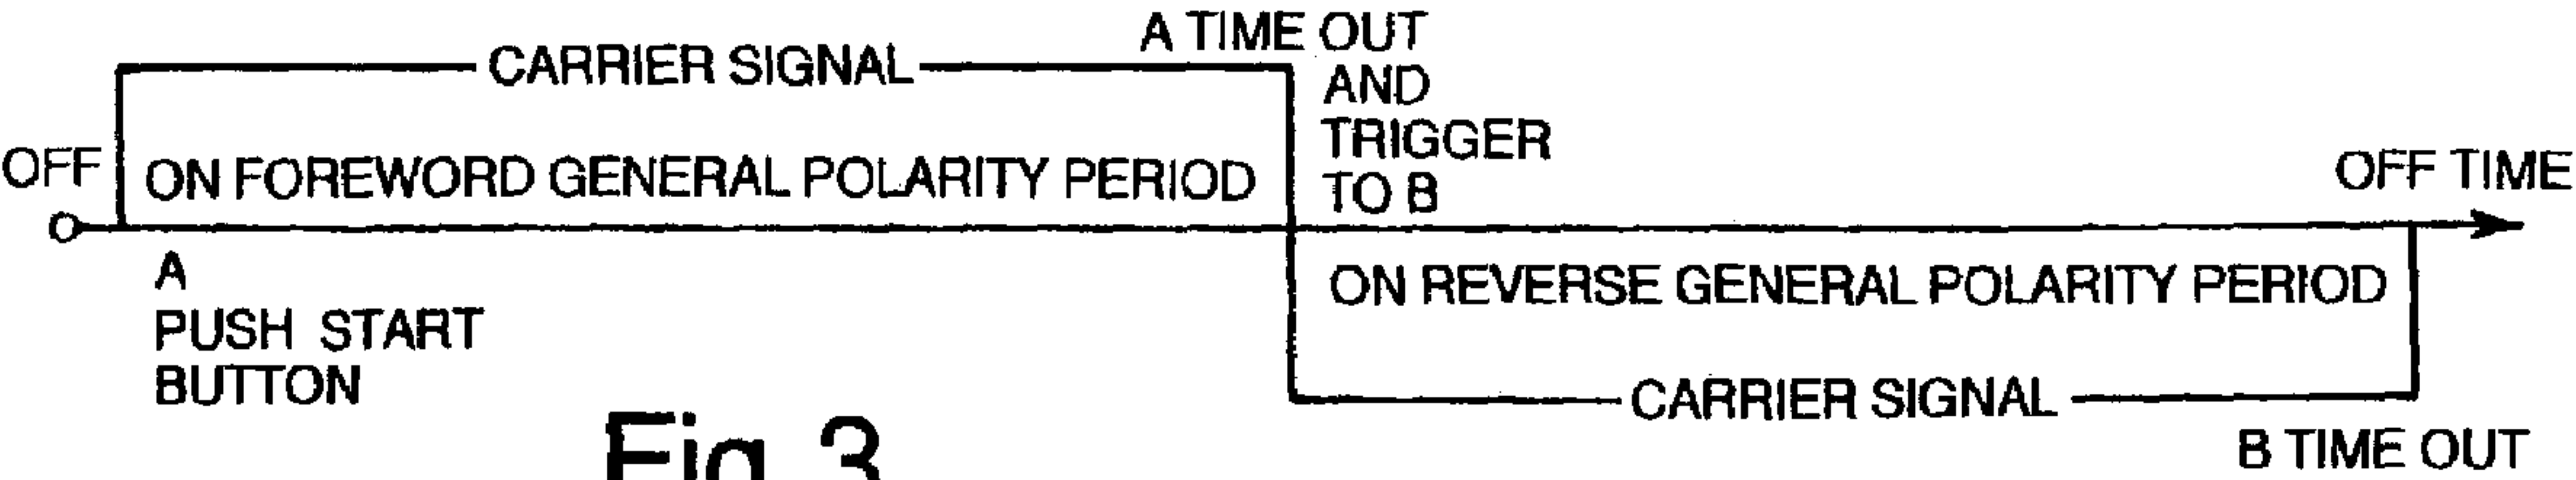 CARRIER SIGNAL
A TIME OUT
AND
TRIGGER
TO B
OFF
ON FOREWORD GENERAL POLARITY PERIOD
OFF TIME
A
PUSH START
BUTTON
ON REVERSE GENERAL POLARITY PERIOD
CARRIER SIGNAL
B TIME OUT
Fig 3